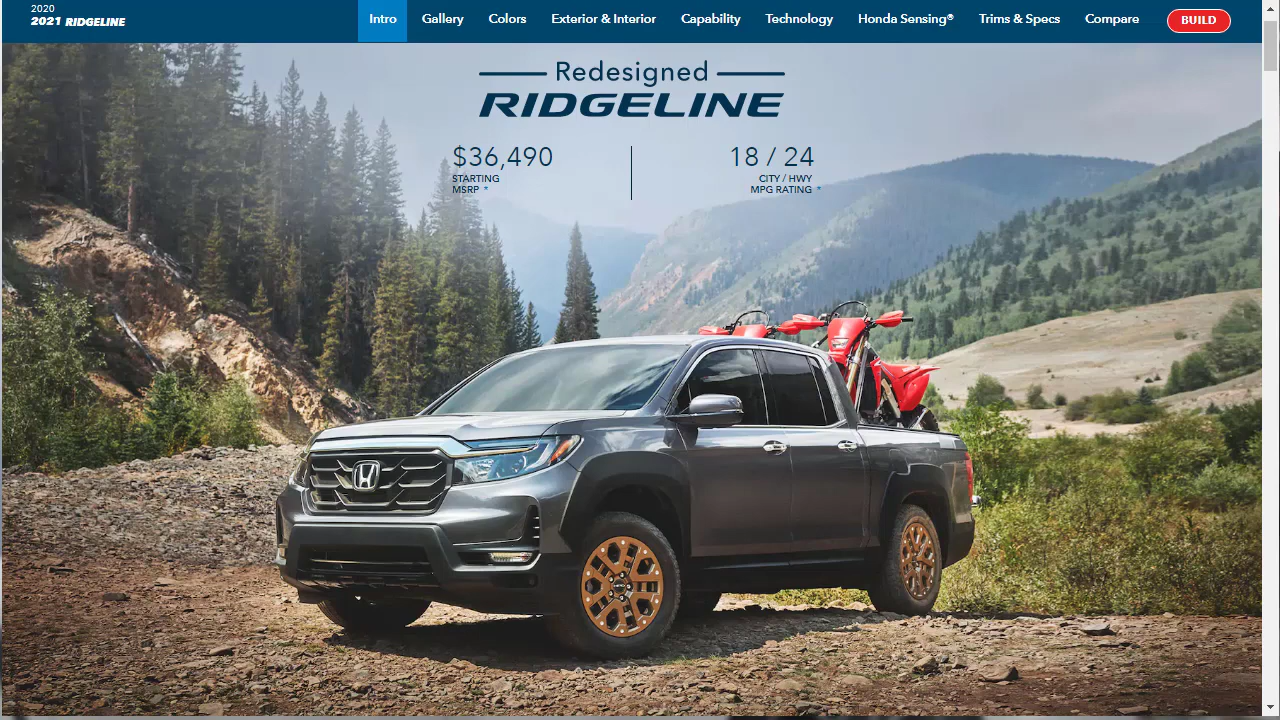 2020
2021 RIDGELINE
Intro
Gallery
Colors
Exterior & Interior
Capability
Technology
Honda Sensing®
Trims & Specs
Compare
BUILD
Redesigned
RIDGELINE
$36,490
STARTING
MSRP *
18 / 24
CITY / HWY
MPG RATING *